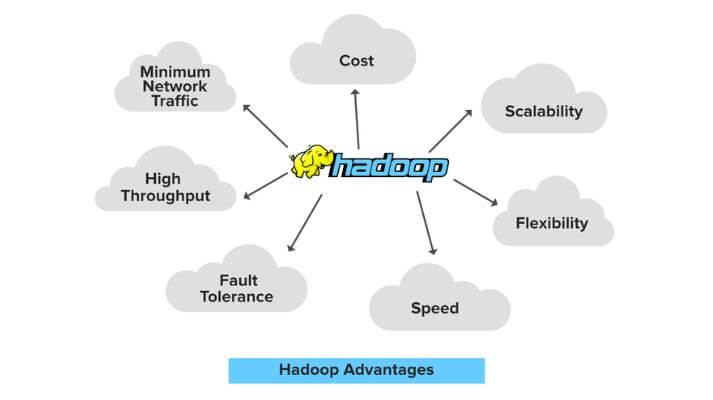 Cost
Minimum
Network
Traffic
Scalability
hadoop
High
Throughput
Flexibility
Fault
Tolerance
Speed
Hadoop Advantages